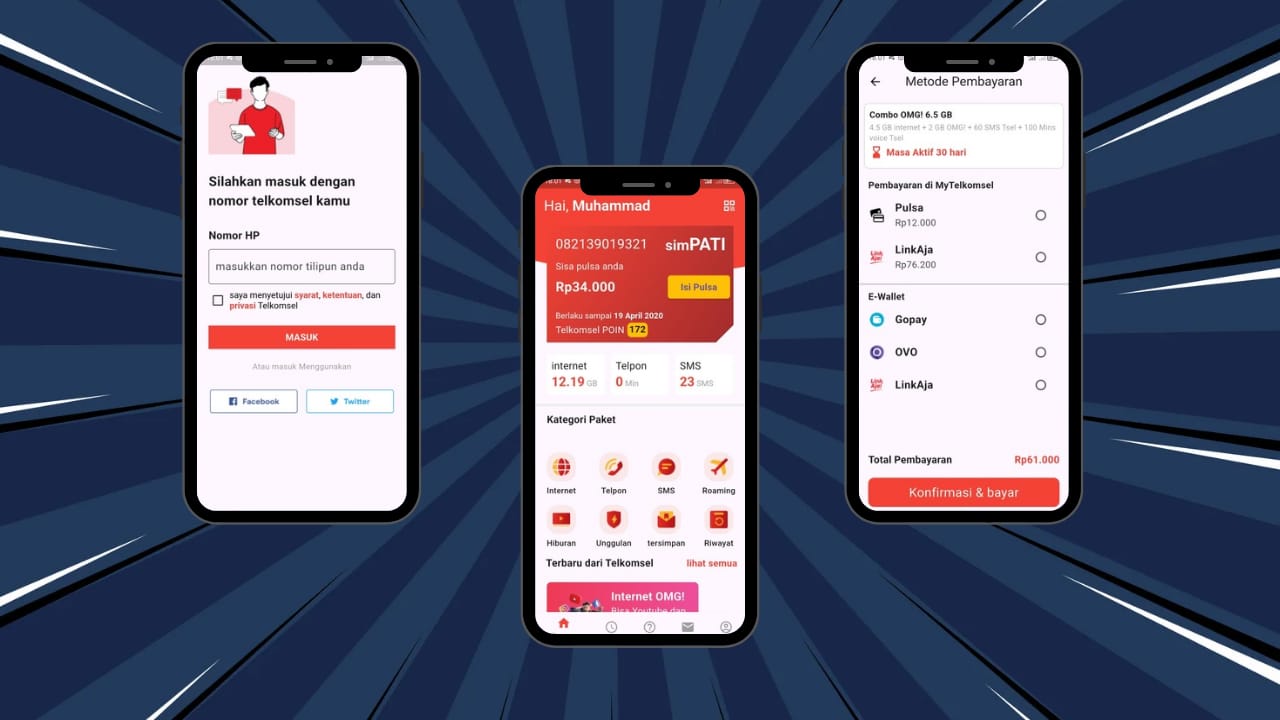 Silahkan masuk dengan
nomor telkomsel kamu
Nomor HP
masukkan nomor tilipun anda
saya menyetujui syarat, ketentuan, dan
privasi Telkomsel
MASUK
Atau masuk Menggunakan
Facebook Twitter
Hai, Muhammad
082139019321 simPATI
Sisa pulsa anda
Rp34.000 Isi Pulsa
Berlaku sampai 19 April 2020
Telkomsel POIN 172
internet Telpon SMS
12.19 GB 0 Min 23 SMS
Kategori Paket
Internet Telpon SMS Roaming
Hiburan Unggulan tersimpan Riwayat
Terbaru dari Telkomsel lihat semua
Internet OMG!
Bisa Youtube dan
Metode Pembayaran
Combo OMG! 6.5 GB
4.5 GB internet + 2 GB OMG! + 60 SMS Tsel + 100 Mins
voice Tsel
Masa Aktif 30 hari
Pembayaran di MyTelkomsel
Pulsa
Rp12.000
LinkAja
Rp76.200
E-Wallet
Gopay
OVO
LinkAja
Total Pembayaran Rp61.000
Konfirmasi & bayar